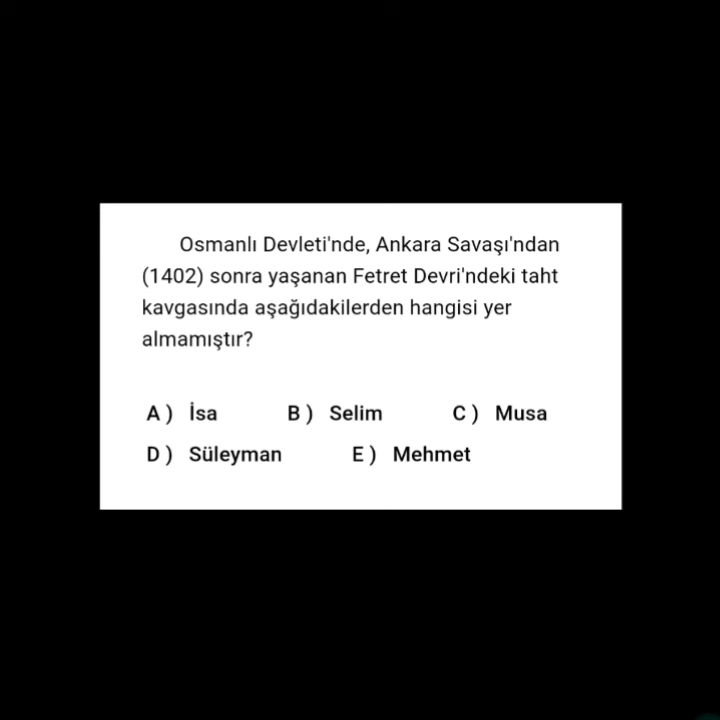 Osmanlı Devleti'nde, Ankara Savaşı'ndan
(1402) sonra yaşanan Fetret Devri'ndeki taht
kavgasında aşağıdakilerden hangisi yer
almamıştır?
A) İsa B) Selim C) Musa
D) Süleyman E) Mehmet